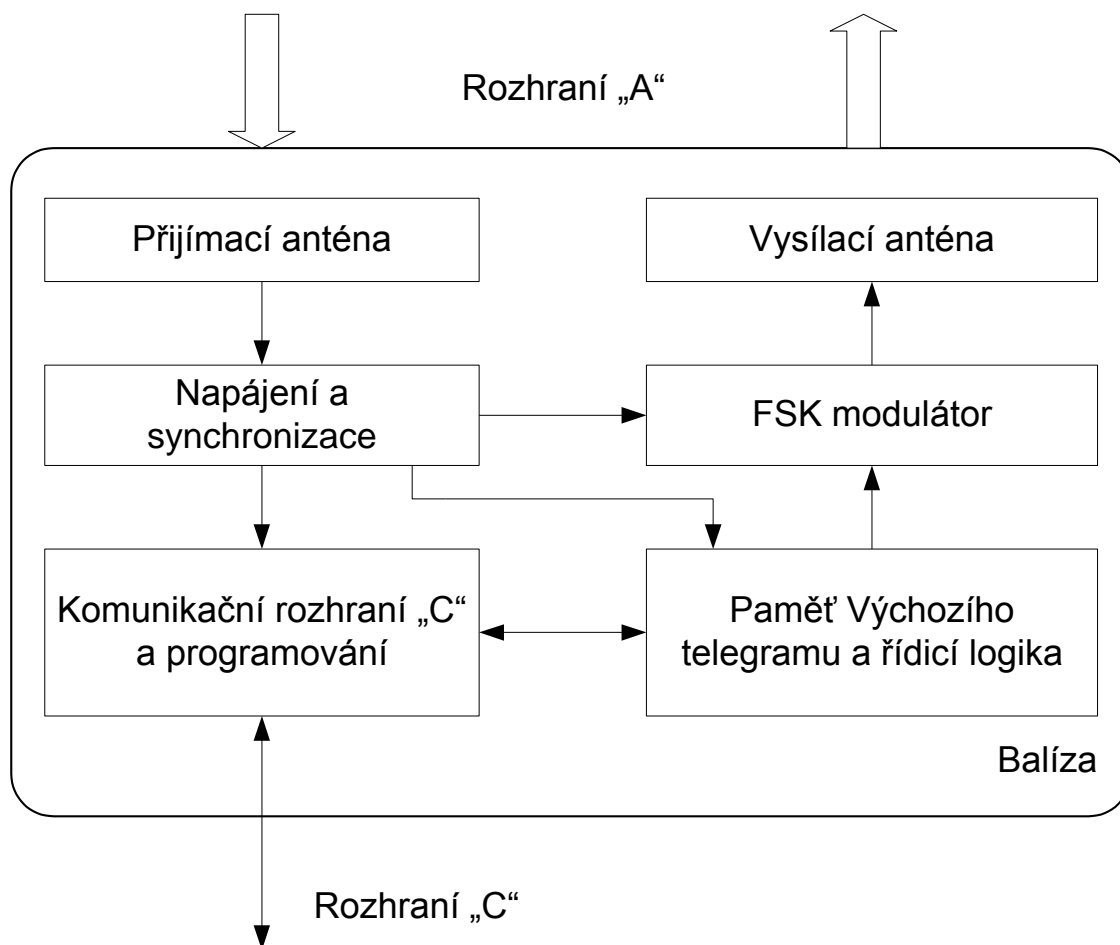 Rozhraní „A“
Přijímací anténa
Vysílací anténa
Napájení a
synchronizace
FSK modulátor
Komunikační rozhraní „C“
a programování
Paměť Výchozího
telegramu a řídicí logika
Balíza
Rozhraní „C“